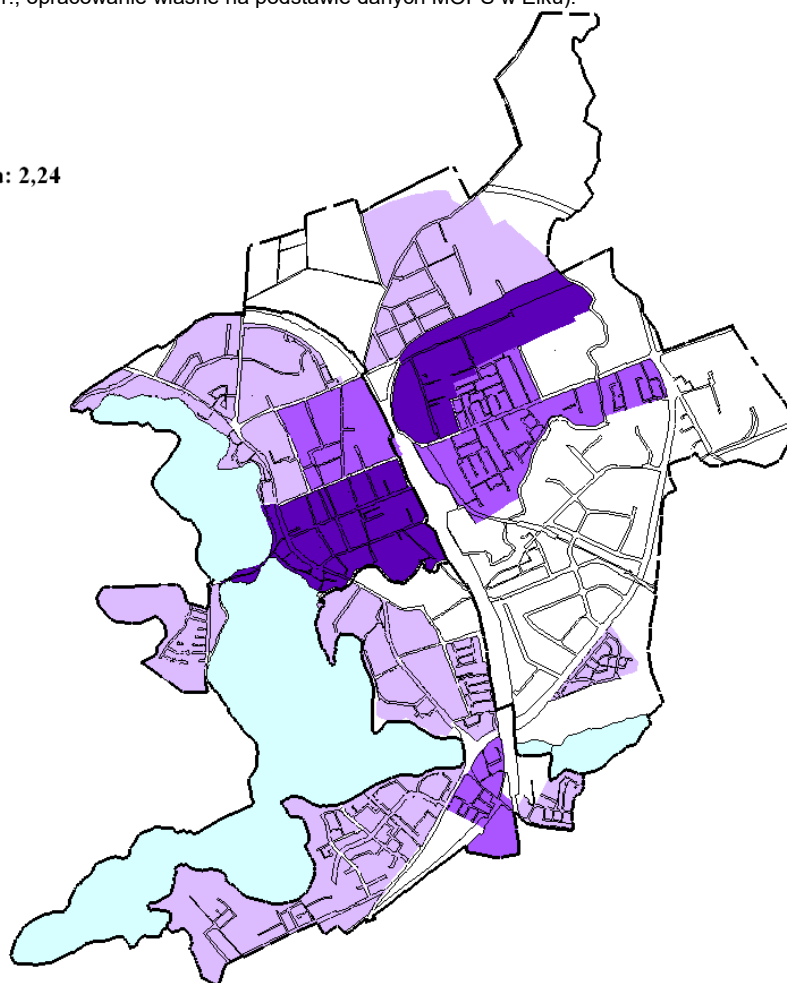 r., opracowanie własne na podstawie danych MOPS w Ełku).
: 2,24